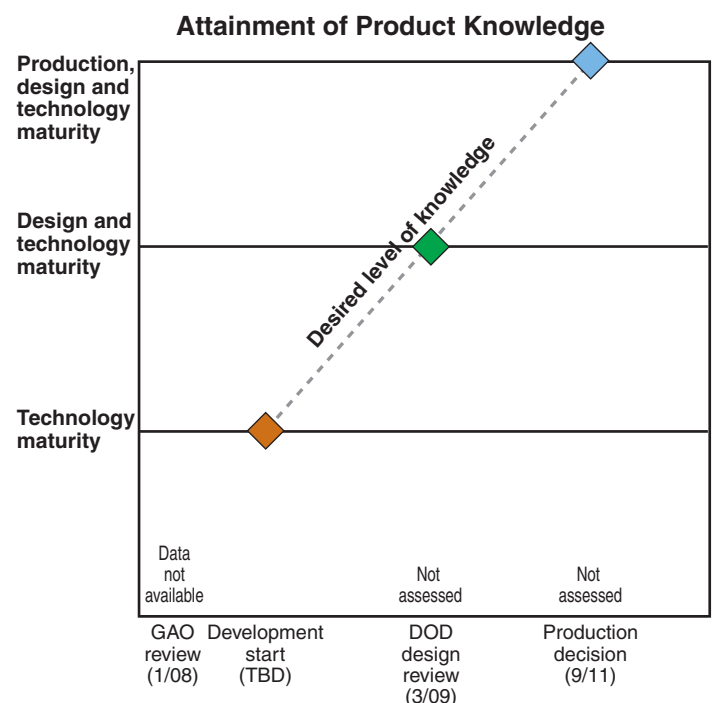 Attainment of Product Knowledge
Production,
design and
technology
maturity
Design and
technology
maturity
Technology
maturity
Desired level of knowledge
Data
not
available
Not
assessed
Not
assessed
GAO
review
(1/08)
Development
start
(TBD)
DOD
design
review
(3/09)
Production
decision
(9/11)